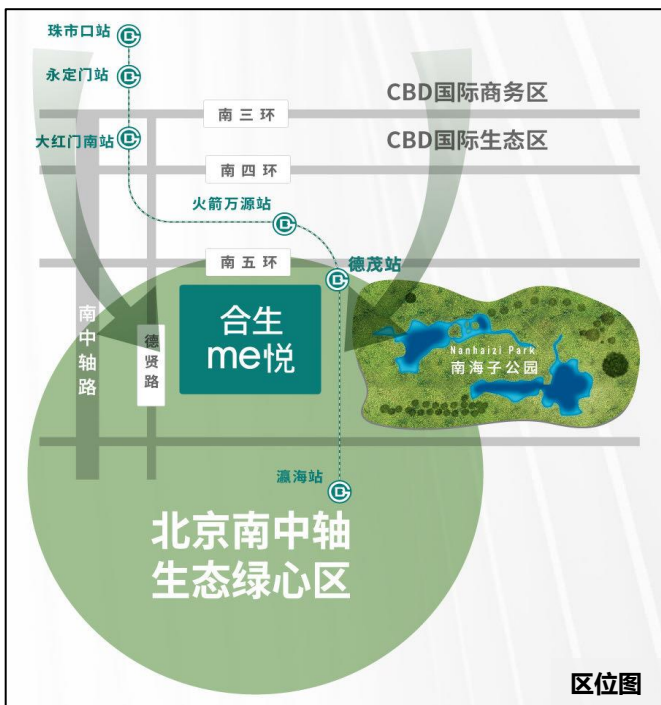 珠市口站
永定门站
CBD国际商务区
南三环
大红门南站
CBD国际生态区
南四环
火箭万源站
南五环
德茂站
南中轴路
德贤路
合生
me悦
Nanhaizi Park
南海子公园
瀛海站
北京南中轴
生态绿心区
区位图